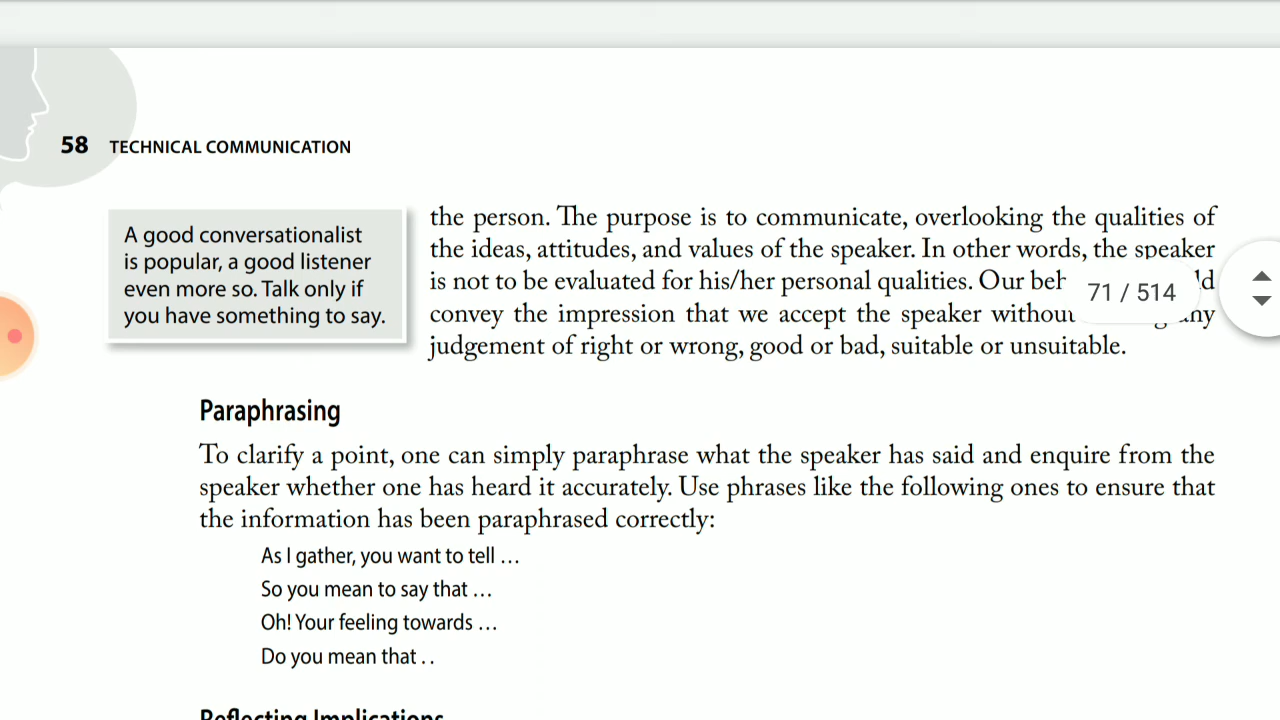 58 TECHNICAL COMMUNICATION
A good conversationalist
is popular, a good listener
even more so. Talk only if
you have something to say.
the person. The purpose is to communicate, overlooking the qualities of
the ideas, attitudes, and values of the speaker. In other words, the speaker
is not to be evaluated for his/her personal qualities. Our
71 / 514
convey the impression that we accept the speaker without
judgement of right or wrong, good or bad, suitable or unsuitable.
Paraphrasing
To clarify a point, one can simply paraphrase what the speaker has said and enquire from the
speaker whether one has heard it accurately. Use phrases like the following ones to ensure that
the information has been paraphrased correctly:
As I gather, you want to tell ...
So you mean to say that ...
Oh! Your feeling towards ...
Do you mean that . .
Reflecting Implications